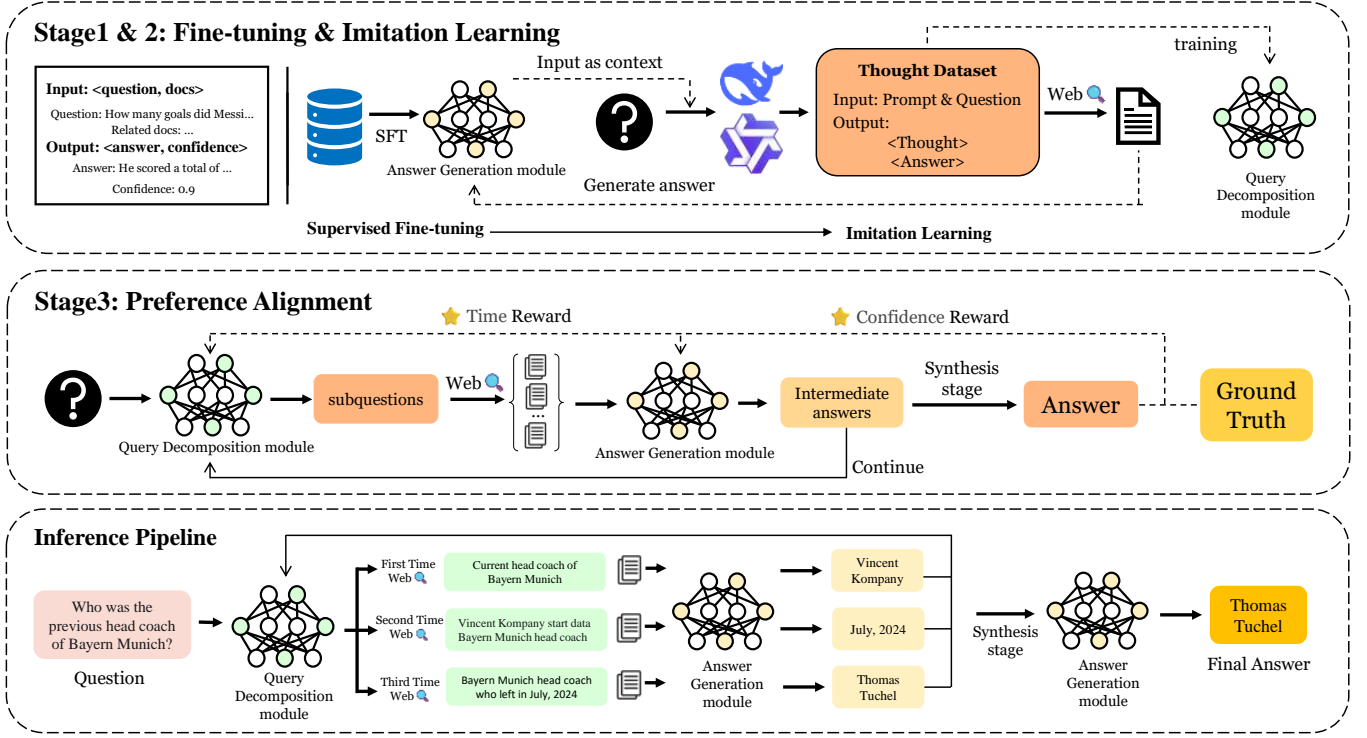 Stage1 & 2: Fine-tuning & Imitation Learning
Input: <question, docs>
Question: How many goals did Messi...
Related docs: ...
Output: <answer, confidence>
Answer: He scored a total of ...
Confidence: 0.9
SFT
Answer Generation module
Input as context
Generate answer
Thought Dataset
Input: Prompt & Question
Output:
<Thought>
<Answer>
Web
training
Query
Decomposition
module
Supervised Fine-tuning
Imitation Learning
Stage3: Preference Alignment
Time Reward
Confidence Reward
Query Decomposition module
subquestions
Web
...
Answer Generation module
Intermediate
answers
Synthesis
stage
Answer
Ground
Truth
Continue
Inference Pipeline
Who was the
previous head coach
of Bayern Munich?
Question
Query
Decomposition
module
First Time
Web
Current head coach of
Bayern Munich
Vincent
Kompany
Second Time
Web
Vincent Kompany start data
Bayern Munich head coach
July, 2024
Third Time
Web
Bayern Munich head coach
who left in July, 2024
Thomas
Tuchel
Answer
Generation
module
Synthesis
stage
Answer
Generation
module
Thomas
Tuchel
Final Answer